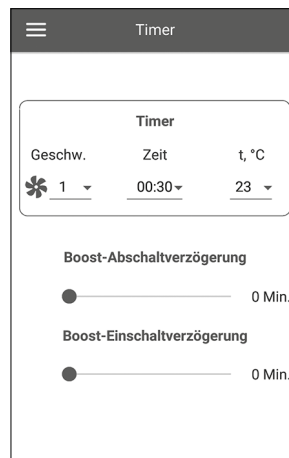 Timer
Timer
Geschw. Zeit t, °C
1 00:30 23
Boost-Abschaltverzögerung
0 Min.
Boost-Einschaltverzögerung
0 Min.